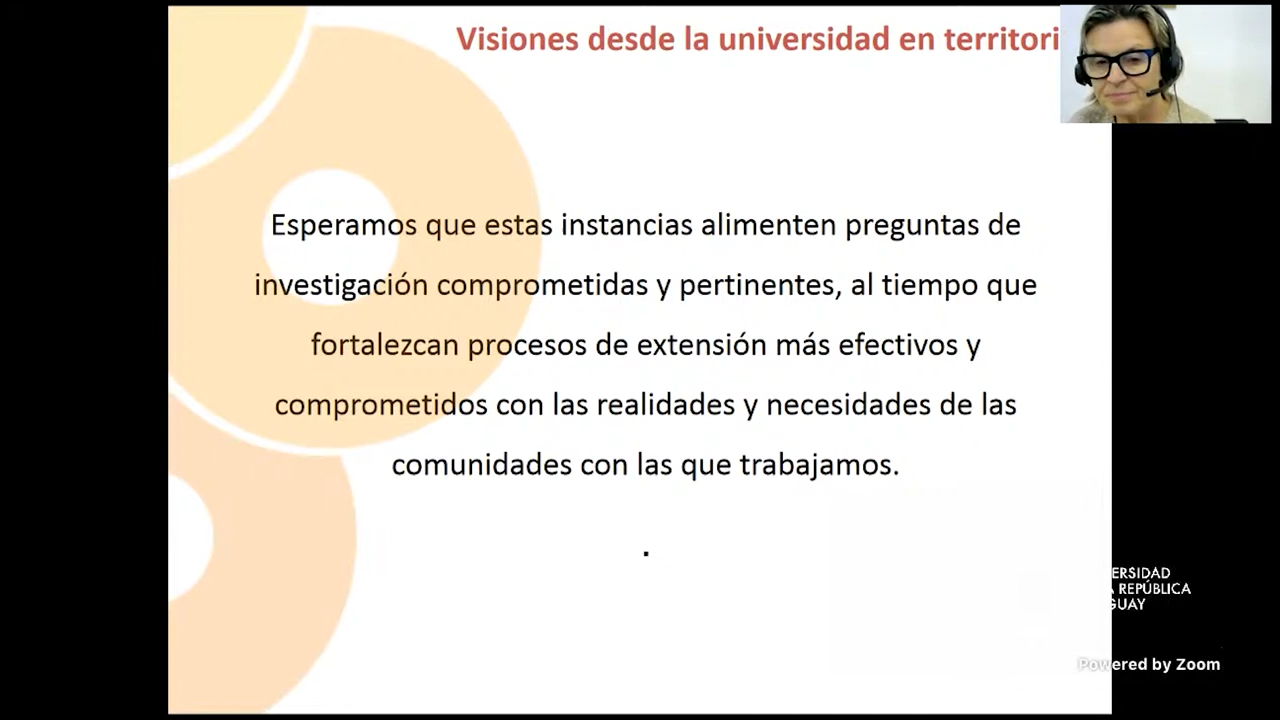 Visiones desde la universidad en territori
Esperamos que estas instancias alimenten preguntas de
investigación comprometidas y pertinentes, al tiempo que
fortalezcan procesos de extensión más efectivos y
comprometidos con las realidades y necesidades de las
comunidades con las que trabajamos.
.
ERSIDAD
A REPÚBLICA
GUAY
Powered by Zoom